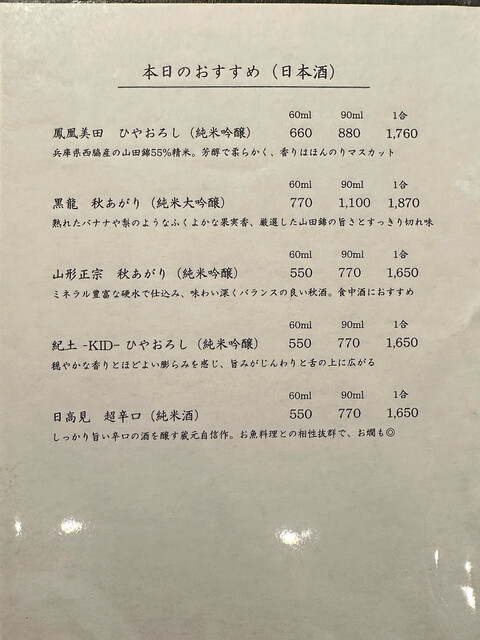 本日のおすすめ（日本酒）
60ml 90ml 1合
鳳凰美田 ひやおろし（純米吟醸） 660 880 1,760
兵庫県西脇産の山田錦55%精米。芳醇で柔らかく、香りはほんのりマスカット
60ml 90ml 1合
黒龍 秋あがり（純米大吟醸） 770 1,100 1,870
熟れたバナナや梨のようなふくよかな果実香、厳選した山田錦の旨さとすっきり切れ味
60ml 90ml 1合
山形正宗 秋あがり（純米吟醸） 550 770 1,650
ミネラル豊富な硬水で仕込み、味わい深くバランスの良い秋酒。食中酒におすすめ
60ml 90ml 1合
紀土 -KID- ひやおろし（純米吟醸） 550 770 1,650
穏やかな香りとほどよい膨らみを感じ、旨みがじんわりと舌の上に広がる
60ml 90ml 1合
日高見 超辛口（純米酒） 550 770 1,650
しっかり旨い辛口の酒を醸す蔵元自信作。お魚料理との相性抜群で、お燗も◎